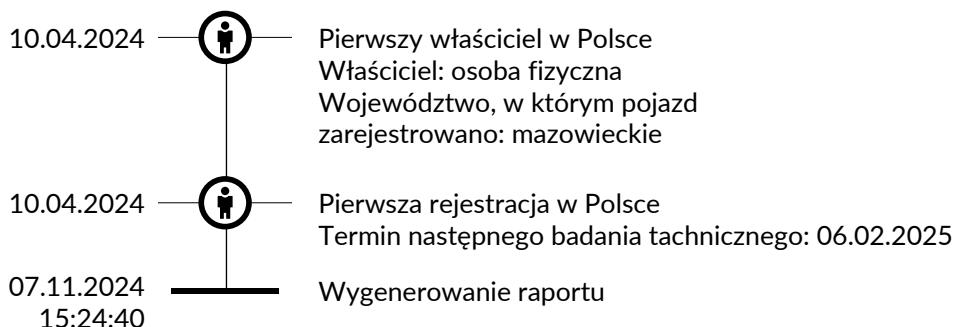 10.04.2024 Pierwszy właściciel w Polsce
Właściciel: osoba fizyczna
Województwo, w którym pojazd
zarejestrowano: mazowieckie
10.04.2024 Pierwsza rejestracja w Polsce
Termin następnego badania tachnicznego: 06.02.2025
07.11.2024 Wygenerowanie raportu
15:24:40